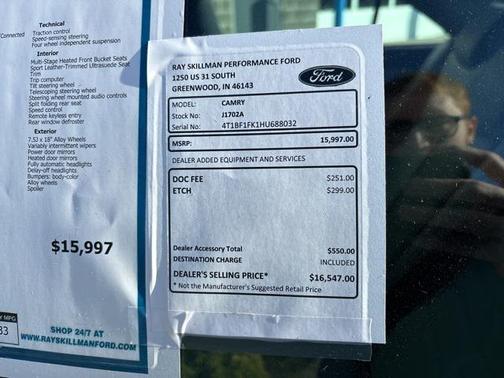 Technical
Connected
Traction control
Speed-sensing steering
Four wheel independent suspension
Interior
Multi-Stage Heated Front Bucket Seats
Sport Leather-Trimmed Ultrasuede Seat
Trim
Trip computer
Tilt steering wheel
Telescoping steering wheel
Steering wheel mounted audio controls
Split folding rear seat
Speed control
Remote keyless entry
Rear window defroster
Exterior
7.5J x 18" Alloy Wheels
Variably intermittent wipers
Power door mirrors
Heated door mirrors
Fully automatic headlights
Delay-off headlights
Bumpers: body-color
Alloy wheels
Spoiler
$15,997
MPG
33
SHOP 24/7 AT
WWW.RAYSKILLMANFORD.COM
RAY SKILLMAN PERFORMANCE FORD
1250 US 31 SOUTH
GREENWOOD, IN 46143
Ford
MODEL: CAMRY
Stock No: J1702A
Serial No: 4T1BF1FK1HU688032
MSRP: 15,997.00
DEALER ADDED EQUIPMENT AND SERVICES
DOC FEE $251.00
ETCH $299.00
Dealer Accessory Total $550.00
DESTINATION CHARGE INCLUDED
DEALER'S SELLING PRICE* $16,547.00
* Not the Manufacturer's Suggested Retail Price